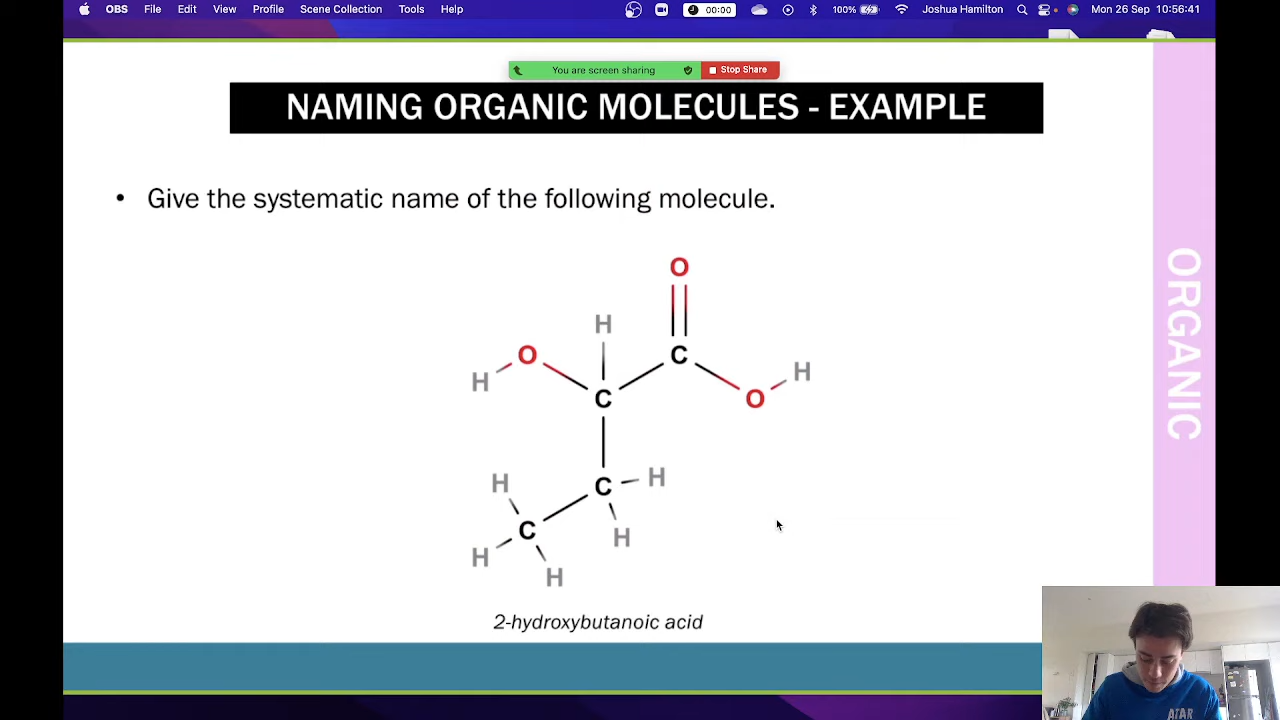 OBS File Edit View Profile Scene Collection Tools Help 00:00 100% Joshua Hamilton Mon 26 Sep 10:56:41
You are screen sharing Stop Share
NAMING ORGANIC MOLECULES - EXAMPLE
• Give the systematic name of the following molecule.
O
H
O C H
H C O
H C H
C H
H H
2-hydroxybutanoic acid
ORGANIC
ATAR